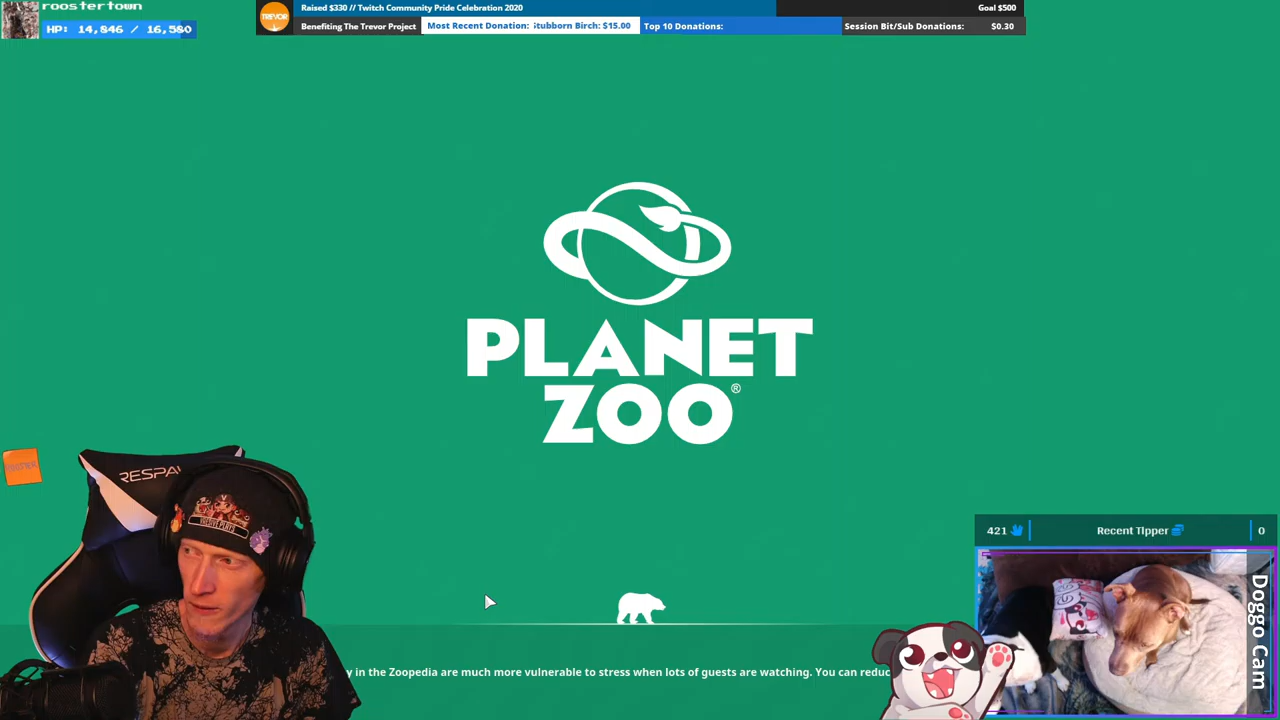 roostertown
HP: 14,846 / 16,580
Raised $330 // Twitch Community Pride Celebration 2020
Goal $500
TREVOR
Benefiting The Trevor Project
Most Recent Donation: Stubborn Birch: $15.00
Top 10 Donations:
Session Bit/Sub Donations: $0.30
PLANET
ZOO®
RESPAW
421
Recent Tipper
0
Doggo Cam
y in the Zoopedia are much more vulnerable to stress when lots of guests are watching. You can reduc